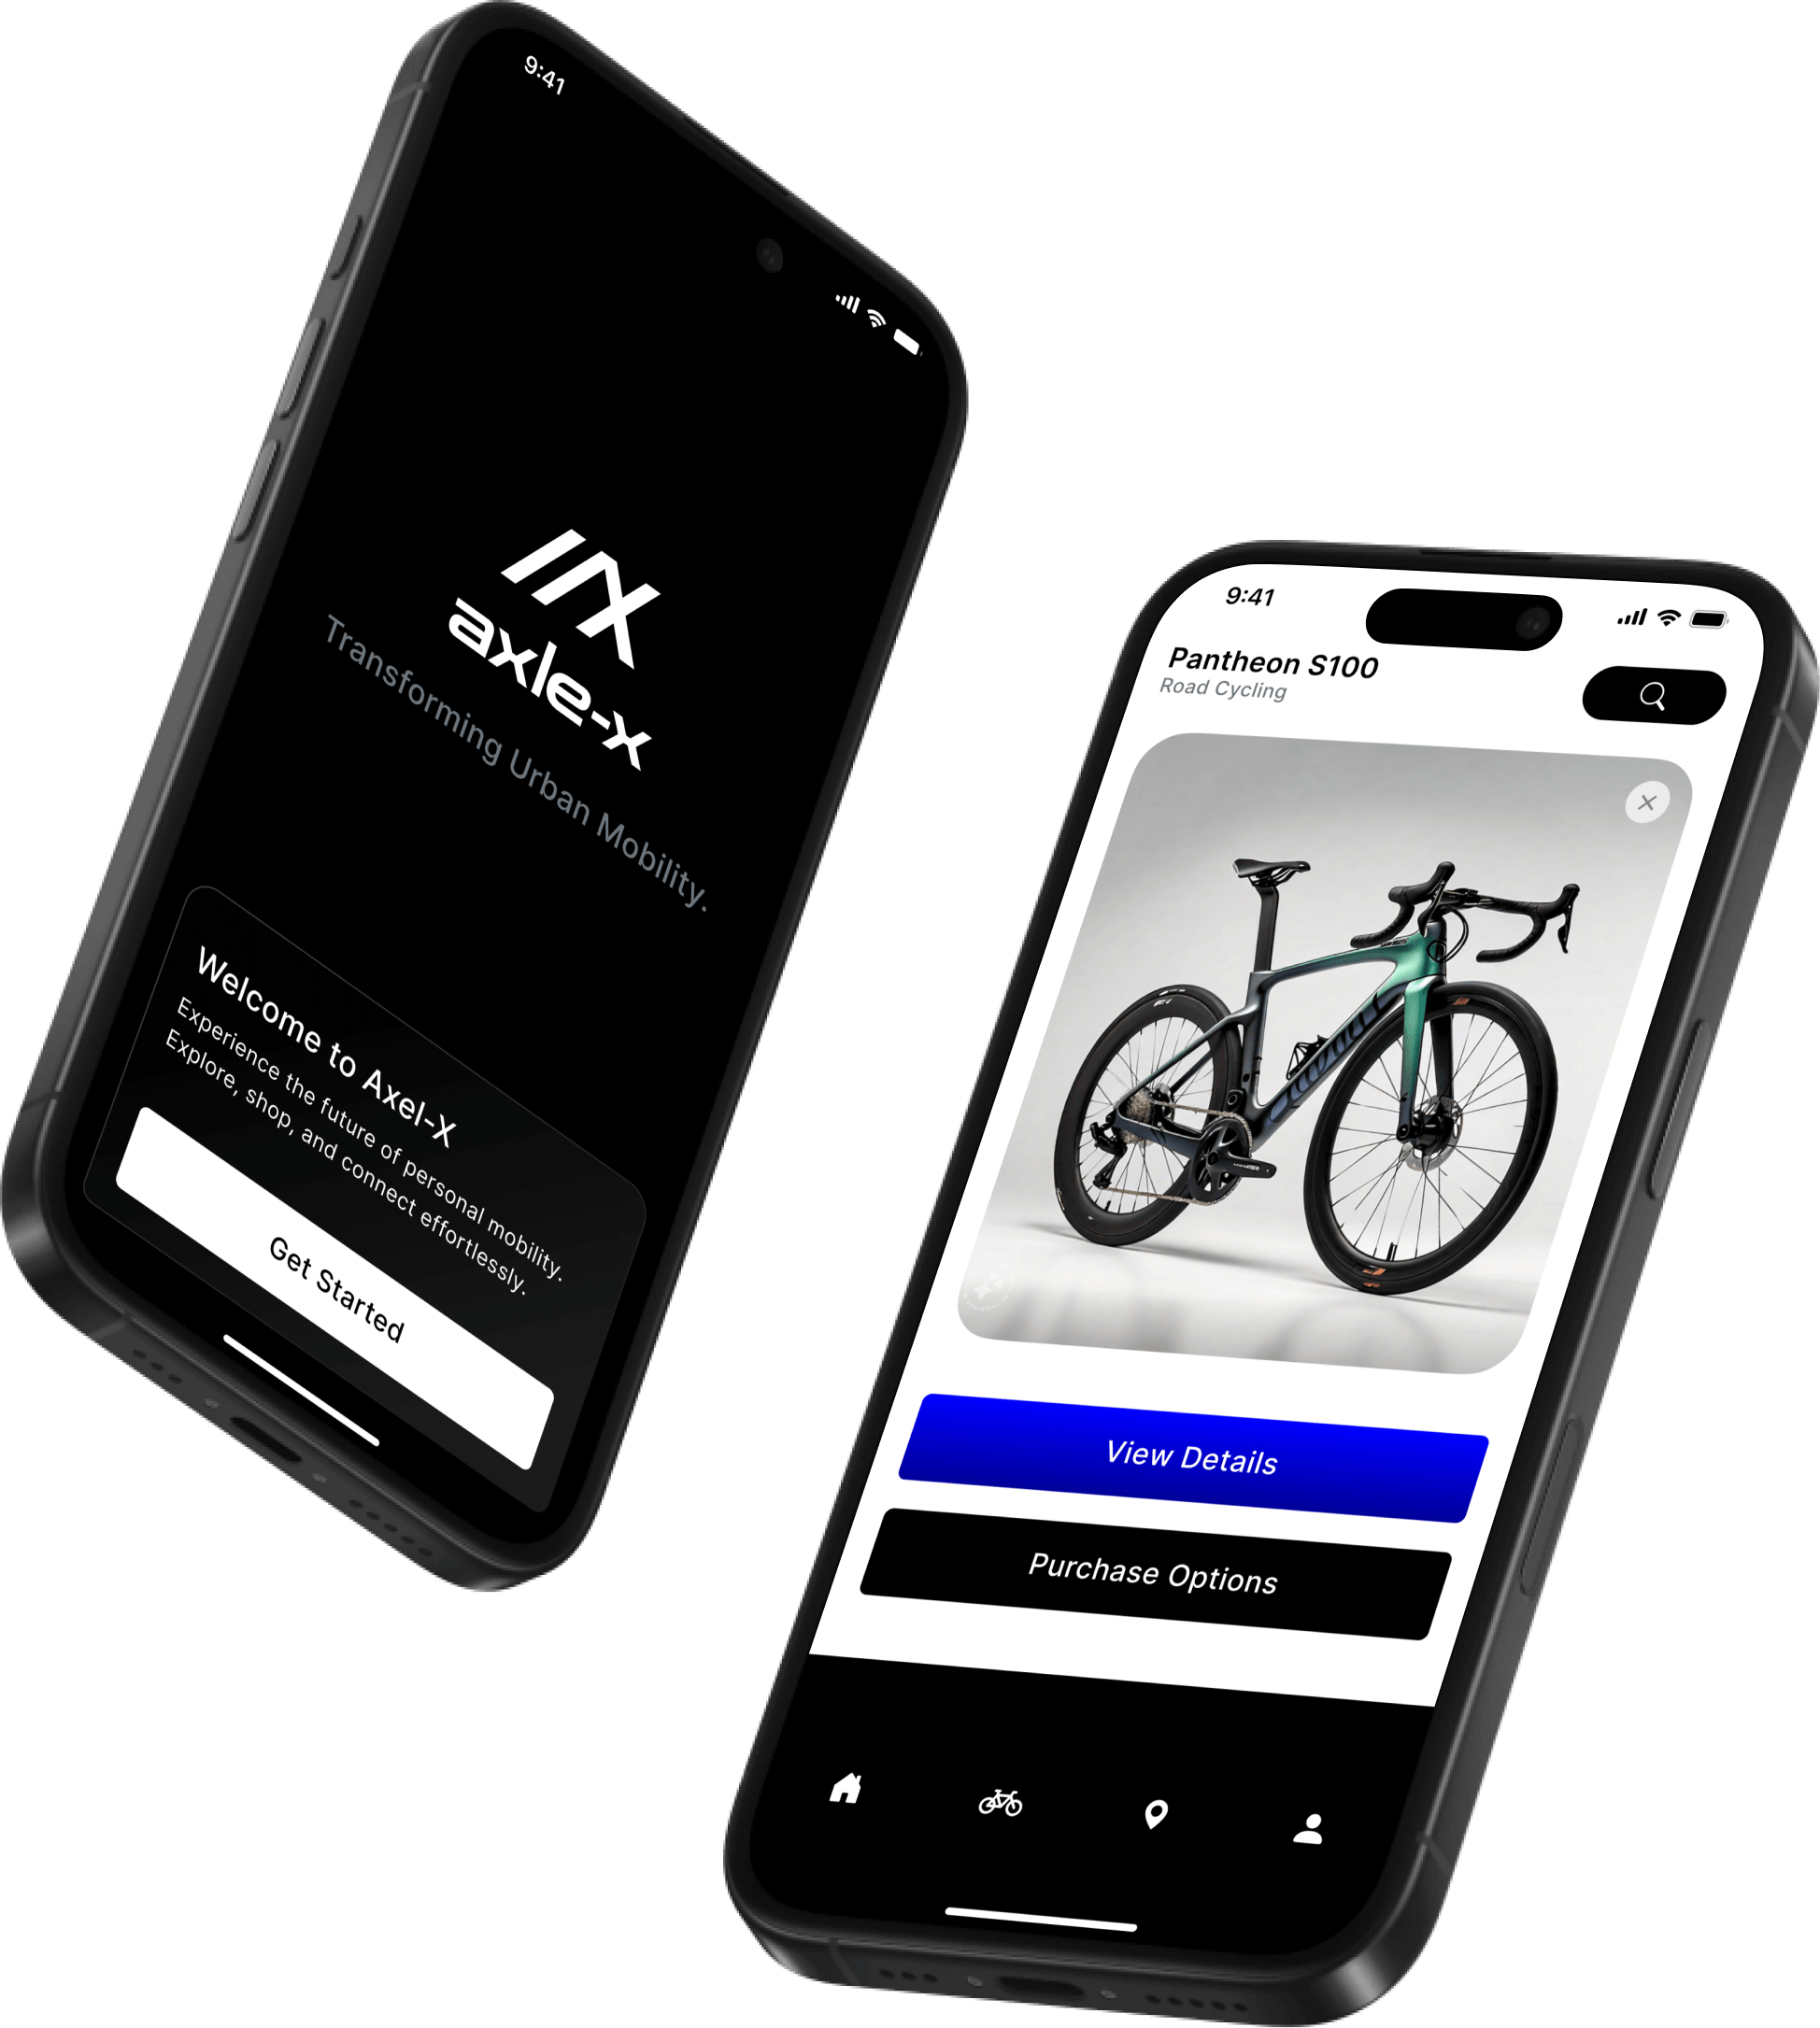 9:41
axle-x
Transforming Urban Mobility.
Welcome to Axel-X
Experience the future of personal mobility.
Explore, shop, and connect effortlessly.
Get Started
9:41
Pantheon S100
Road Cycling
View Details
Purchase Options